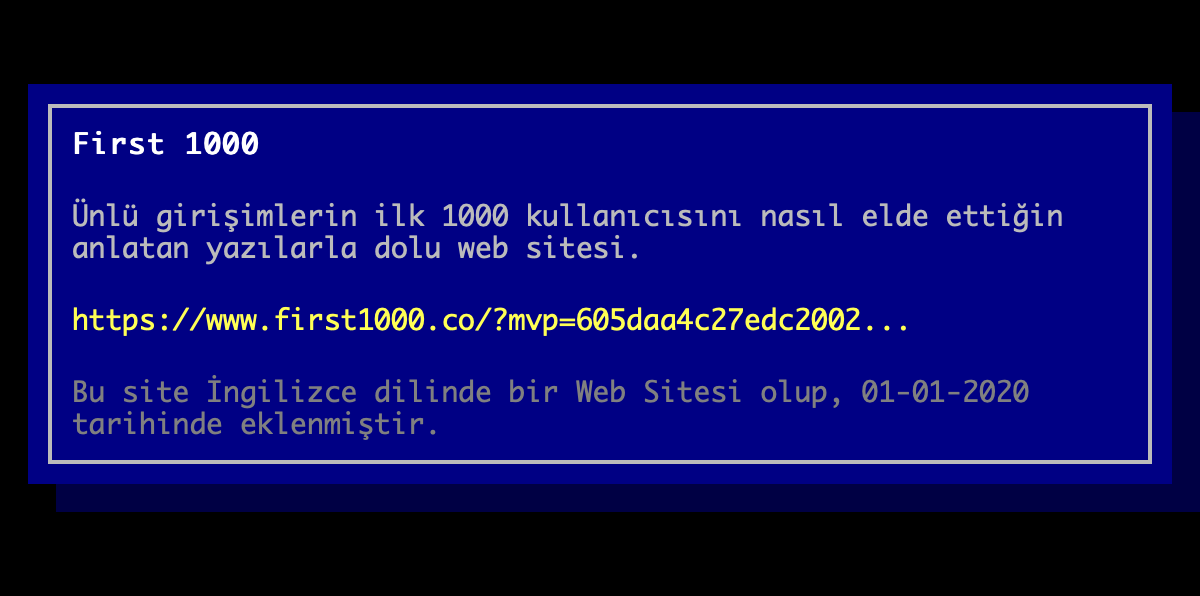 First 1000
Ünlü girişimlerin ilk 1000 kullanıcısını nasıl elde ettiğin
anlatan yazılarla dolu web sitesi.
https://www.first1000.co/?mvp=605daa4c27edc2002...
Bu site İngilizce dilinde bir Web Sitesi olup, 01-01-2020
tarihinde eklenmiştir.